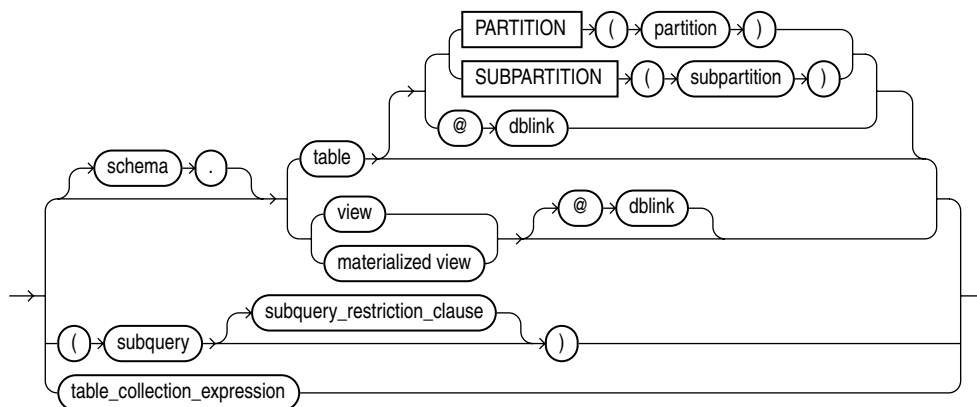 PARTITION ( partition )
SUBPARTITION ( subpartition )
@ dblink
table
schema .
view @ dblink
materialized view
subquery_restriction_clause
( subquery )
table_collection_expression